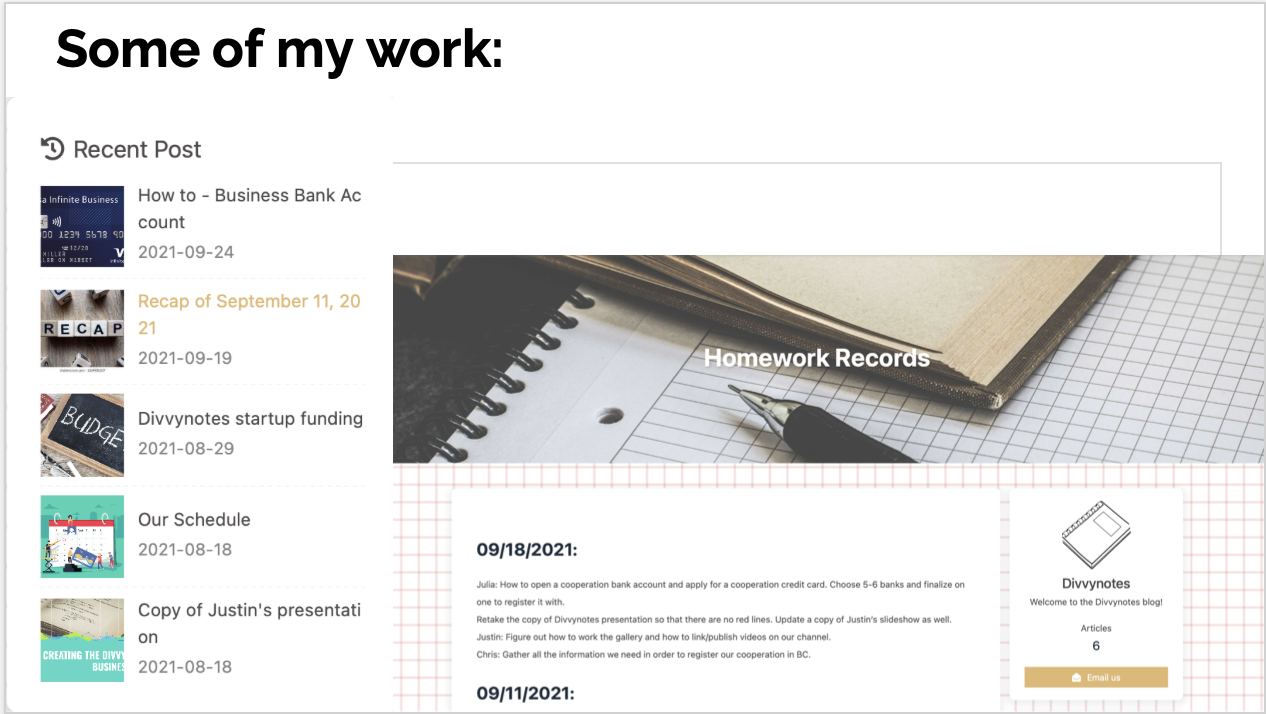 Some of my work:
Recent Post
a Infinite Business
1234 5678 90
12/20
How to - Business Bank Ac
count
2021-09-24
RECAP
Recap of September 11, 20
21
2021-09-19
BUDGE
Divvynotes startup funding
2021-08-29
Our Schedule
2021-08-18
CREATING THE DIVVY
BUSINES
Copy of Justin's presentati
on
2021-08-18
Homework Records
09/18/2021:
Julia: How to open a cooperation bank account and apply for a cooperation credit card. Choose 5-6 banks and finalize on
one to register it with.
Retake the copy of Divvynotes presentation so that there are no red lines. Update a copy of Justin's slideshow as well.
Justin: Figure out how to work the gallery and how to link/publish videos on our channel.
Chris: Gather all the information we need in order to register our cooperation in BC.
09/11/2021:
Divvynotes
Welcome to the Divvynotes blog!
Articles
6
Email us